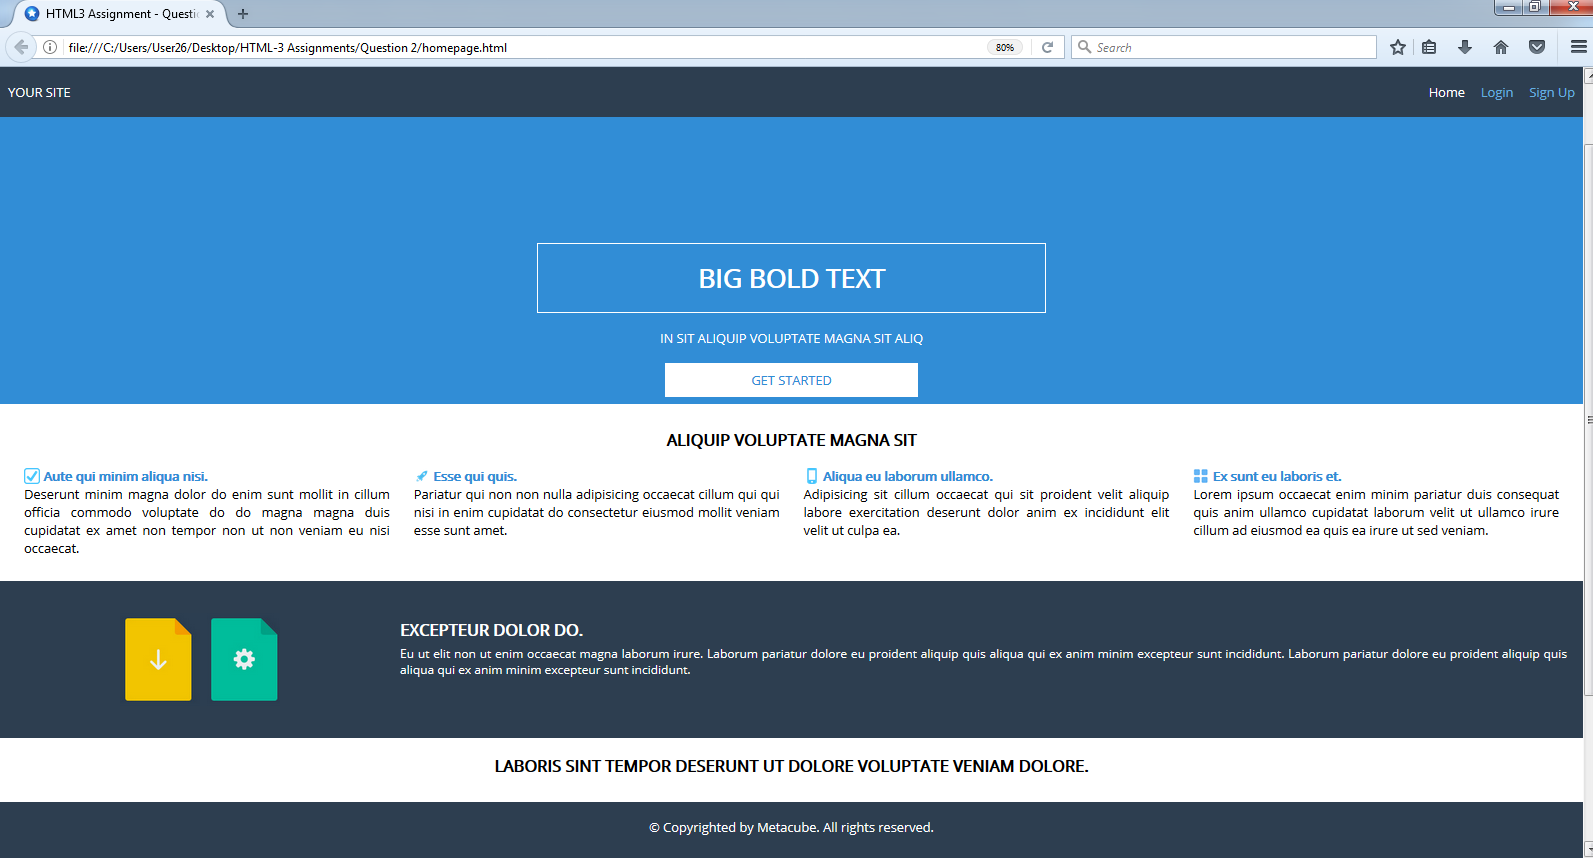 HTML3 Assignment - Questi
file:///C:/Users/User26/Desktop/HTML-3 Assignments/Question 2/homepage.html
80%
Search
YOUR SITE
Home Login Sign Up
BIG BOLD TEXT
IN SIT ALIQUIP VOLUPTATE MAGNA SIT ALIQ
GET STARTED
ALIQUIP VOLUPTATE MAGNA SIT
Aute qui minim aliqua nisi.
Deserunt minim magna dolor do enim sunt mollit in cillum
officia commodo voluptate do do magna magna duis
cupidatat ex amet non tempor non ut non veniam eu nisi
occaecat.
Esse qui quis.
Pariatur qui non non nulla adipisicing occaecat cillum qui qui
nisi in enim cupidatat do consectetur eiusmod mollit veniam
esse sunt amet.
Aliqua eu laborum ullamco.
Adipisicing sit cillum occaecat qui sit proident velit aliquip
labore exercitation deserunt dolor anim ex incididunt elit
velit ut culpa ea.
Ex sunt eu laboris et.
Lorem ipsum occaecat enim minim pariatur duis consequat
quis anim ullamco cupidatat laborum velit ut ullamco irure
cillum ad eiusmod ea quis ea irure ut sed veniam.
EXCEPTEUR DOLOR DO.
Eu ut elit non ut enim occaecat magna laborum irure. Laborum pariatur dolore eu proident aliquip quis aliqua qui ex anim minim excepteur sunt incididunt. Laborum pariatur dolore eu proident aliquip quis
aliqua qui ex anim minim excepteur sunt incididunt.
LABORIS SINT TEMPOR DESERUNT UT DOLORE VOLUPTATE VENIAM DOLORE.
© Copyrighted by Metacube. All rights reserved.